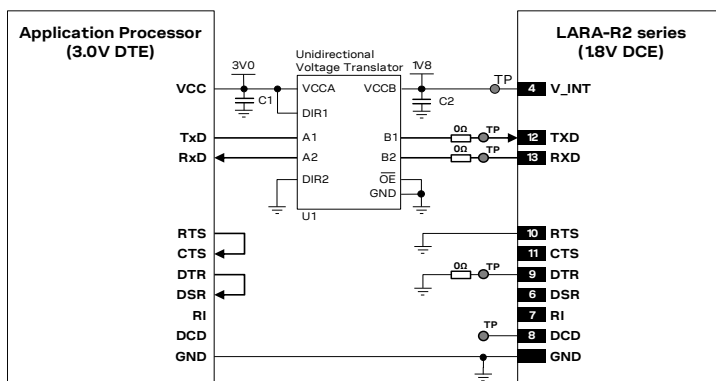 Application Processor
(3.0V DTE)
LARA-R2 series
(1.8V DCE)
Unidirectional
Voltage Translator
3V0
1V8
TP
VCC
C1
VCCA
VCCB
C2
4
V_INT
DIR1
0Ω
TP
TxD
A1
B1
12
TXD
0Ω
TP
RxD
A2
B2
13
RXD
DIR2
OE
GND
U1
RTS
10
RTS
CTS
11
CTS
0Ω
TP
DTR
9
DTR
DSR
6
DSR
RI
7
RI
TP
DCD
8
DCD
GND
GND